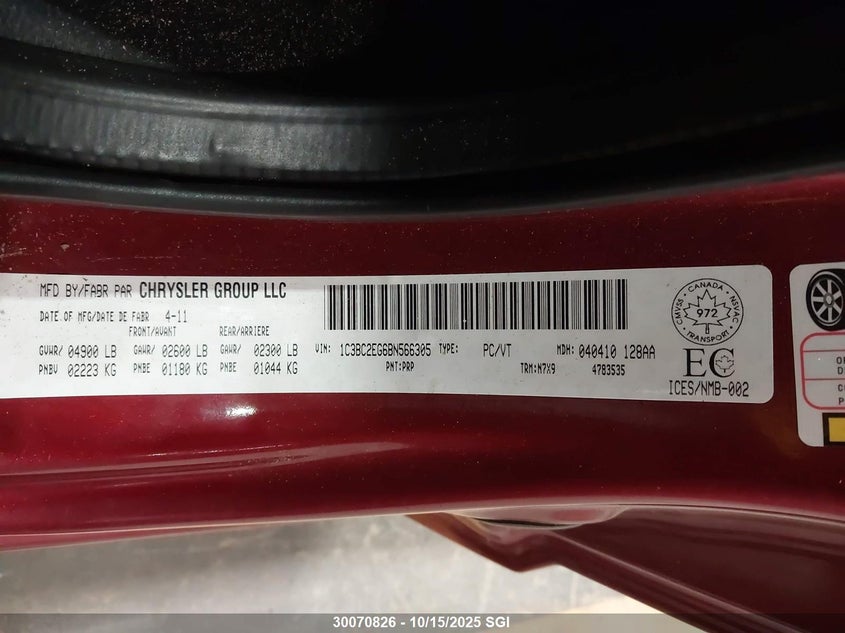 MFD BY/FABR PAR CHRYSLER GROUP LLC
DATE OF MFG/DATE DE FABR 4-11
FRONT/AVANT REAR/ARRIERE
GVWR/ 04900 LB GAWR/ 02600 LB GAWR/ 02300 LB
PNBV 02223 KG PNBE 01180 KG PNBE 01044 KG
VIN: 1C3BC2EG6BN566305 TYPE: PC/VT MDH: 040410 128AA
PNT:PRP TRM:N7X9 4783535
CMVSS · CANADA · NSVAC
972
TRANSPORT
EC
ICES/NMB-002
30070826 - 10/15/2025 SGI